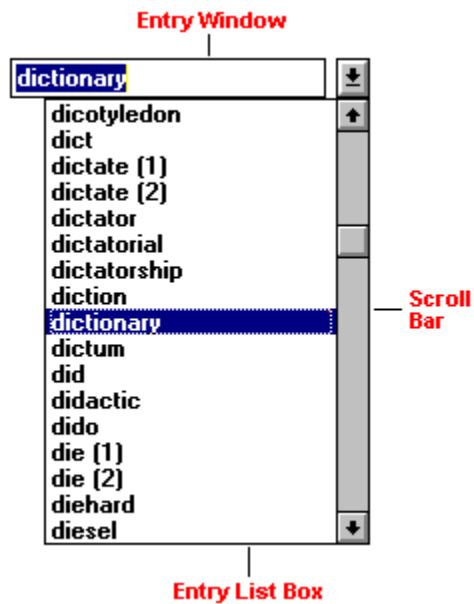 Entry Window
dictionary
dicotyledon
dict
dictate (1)
dictate (2)
dictator
dictatorial
dictatorship
diction
dictionary
dictum
did
didactic
dido
die (1)
die (2)
diehard
diesel
Scroll
Bar
Entry List Box